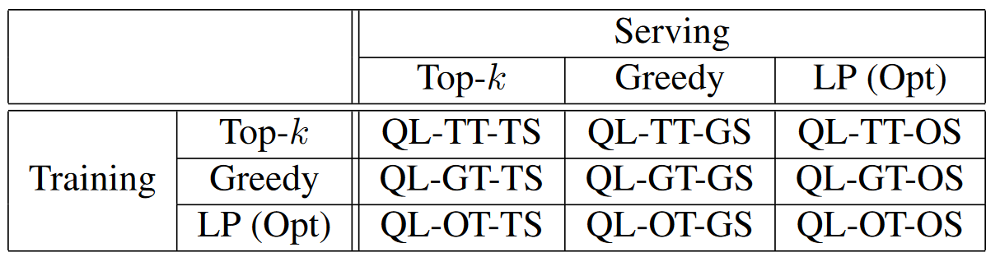 Serving
Top-k Greedy LP (Opt)
Top-k QL-TT-TS QL-TT-GS QL-TT-OS
Training Greedy QL-GT-TS QL-GT-GS QL-GT-OS
LP (Opt) QL-OT-TS QL-OT-GS QL-OT-OS